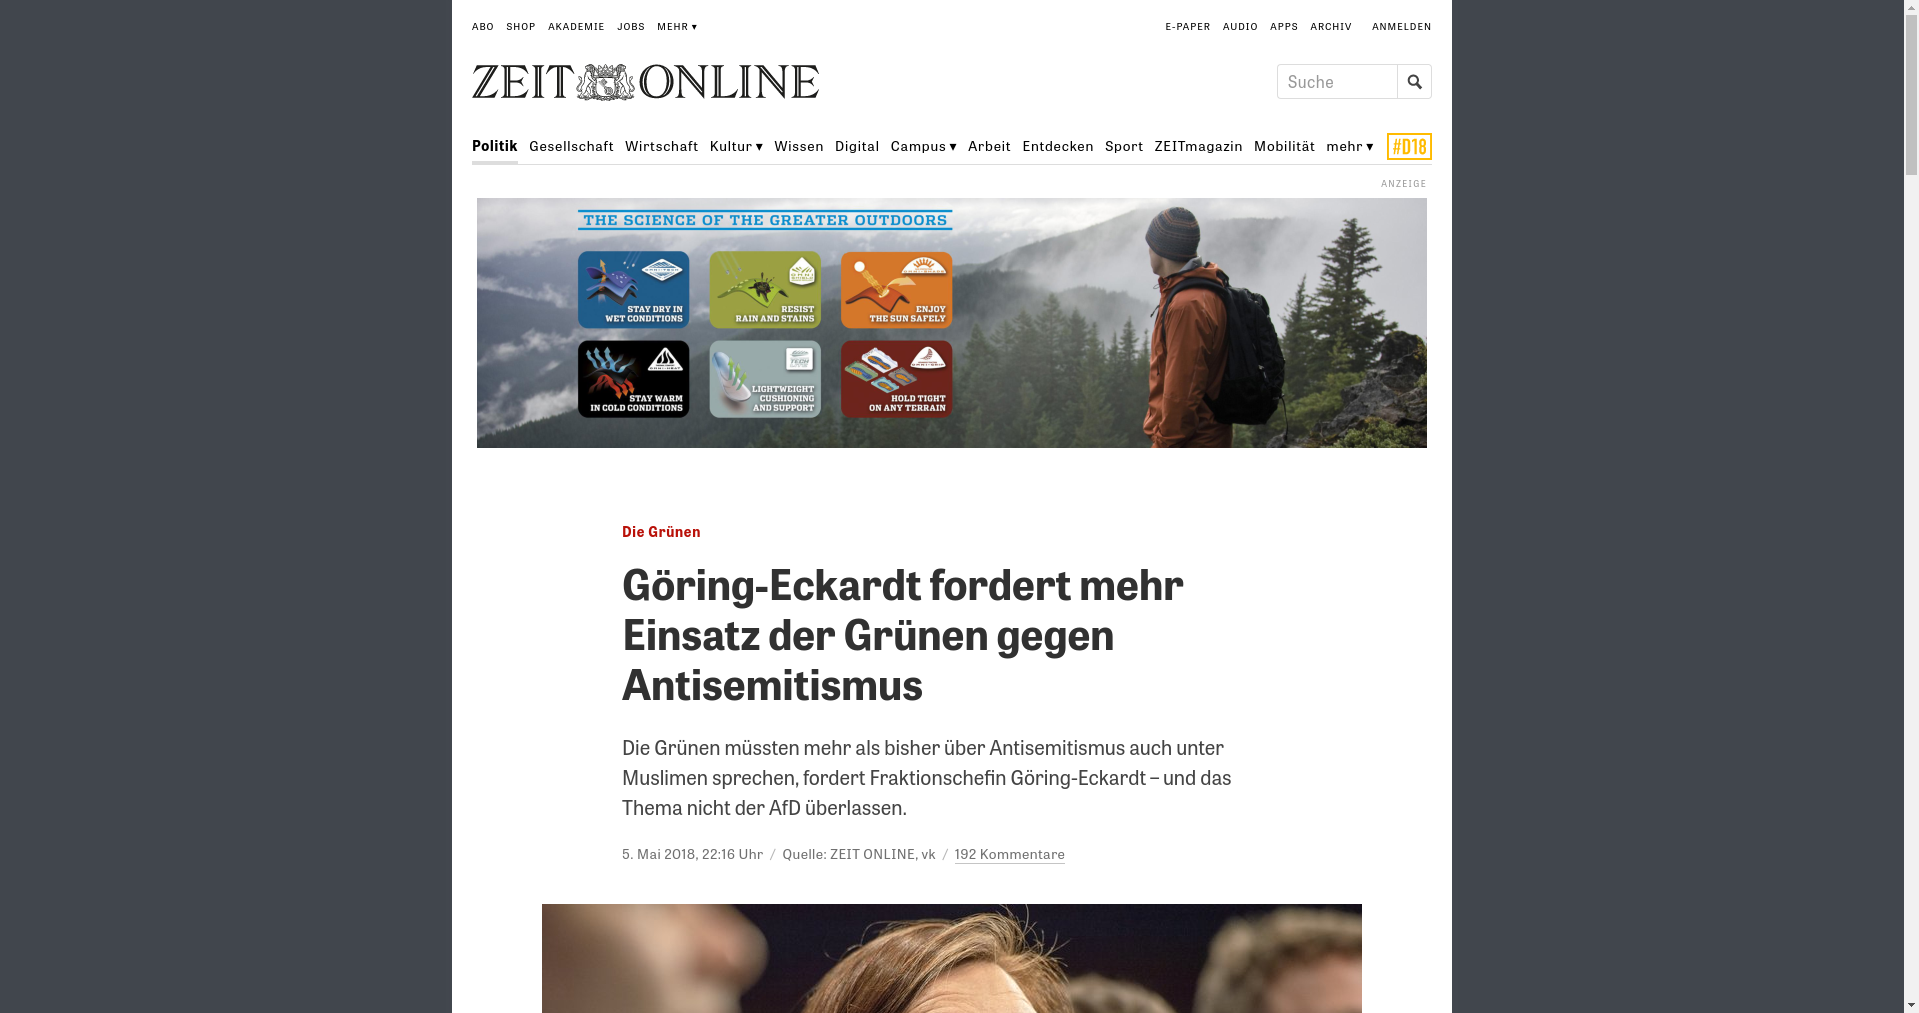 ABO SHOP AKADEMIE JOBS MEHR ▾
E-PAPER AUDIO APPS ARCHIV ANMELDEN
ZEIT ONLINE
Suche
Politik Gesellschaft Wirtschaft Kultur ▾ Wissen Digital Campus ▾ Arbeit Entdecken Sport ZEITmagazin Mobilität mehr ▾ #D18
ANZEIGE
THE SCIENCE OF THE GREATER OUTDOORS
STAY DRY IN
WET CONDITIONS
RESIST
RAIN AND STAINS
ENJOY
THE SUN SAFELY
STAY WARM
IN COLD CONDITIONS
LIGHTWEIGHT
CUSHIONING
AND SUPPORT
HOLD TIGHT
ON ANY TERRAIN
Die Grünen
Göring-Eckardt fordert mehr
Einsatz der Grünen gegen
Antisemitismus
Die Grünen müssten mehr als bisher über Antisemitismus auch unter
Muslimen sprechen, fordert Fraktionschefin Göring-Eckardt – und das
Thema nicht der AfD überlassen.
5. Mai 2018, 22:16 Uhr / Quelle: ZEIT ONLINE, vk / 192 Kommentare